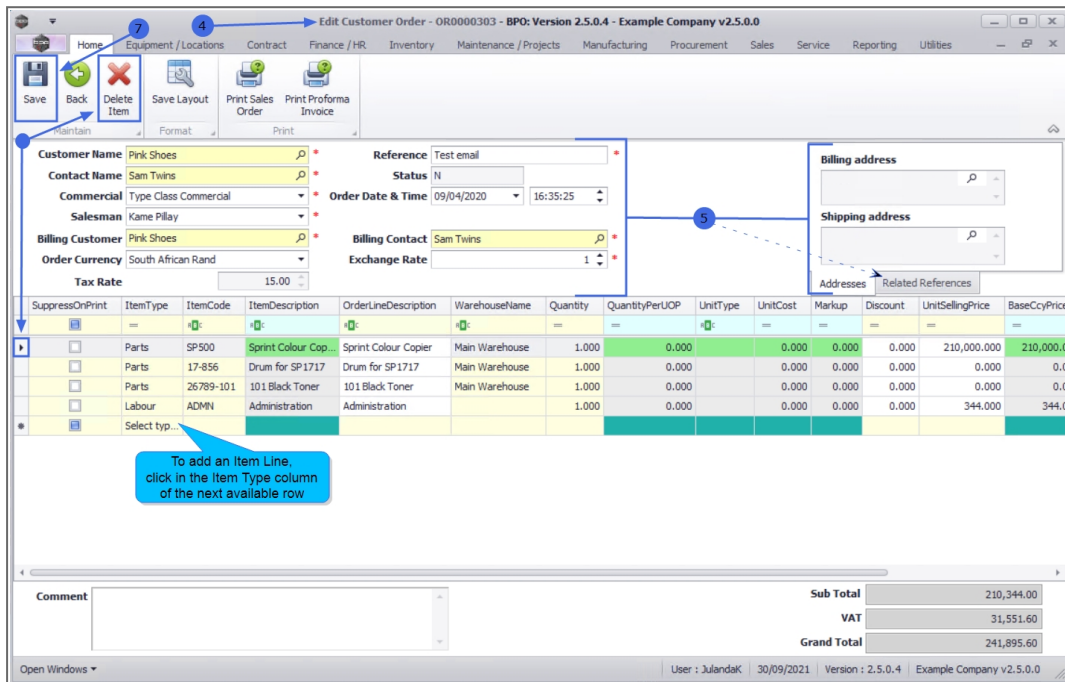 7 4 Edit Customer Order - OR0000303 - BPO: Version 2.5.0.4 - Example Company v2.5.0.0
Home Equipment / Locations Contract Finance / HR Inventory Maintenance / Projects Manufacturing Procurement Sales Service Reporting Utilities
Save Back Delete Item Save Layout Print Sales Order Print Proforma Invoice
Maintain Format Print
Customer Name Pink Shoes * Reference Test email *
Contact Name Sam Twins * Status N
Commercial Type Class Commercial * Order Date & Time 09/04/2020 16:35:25
Salesman Kame Pillay *
Billing Customer Pink Shoes * Billing Contact Sam Twins *
Order Currency South African Rand Exchange Rate 1 *
Tax Rate 15.00
5
Billing address
Shipping address
Addresses Related References
SuppressOnPrint ItemType ItemCode ItemDescription OrderLineDescription WarehouseName Quantity QuantityPerUOP UnitType UnitCost Markup Discount UnitSellingPrice BaseCcyPrice
Parts SP500 Sprint Colour Cop... Sprint Colour Copier Main Warehouse 1.000 0.000 0.000 0.000 0.000 210,000.000 210,000.0
Parts 17-856 Drum for SP1717 Drum for SP1717 Main Warehouse 1.000 0.000 0.000 0.000 0.000 0.000 0.0
Parts 26789-101 101 Black Toner 101 Black Toner Main Warehouse 1.000 0.000 0.000 0.000 0.000 0.000 0.0
Labour ADMN Administration Administration 1.000 0.000 0.000 0.000 0.000 344.000 344.0
Select typ...
To add an Item Line,
click in the Item Type column
of the next available row
Comment
Sub Total 210,344.00
VAT 31,551.60
Grand Total 241,895.60
Open Windows User : JulandaK 30/09/2021 Version : 2.5.0.4 Example Company v2.5.0.0